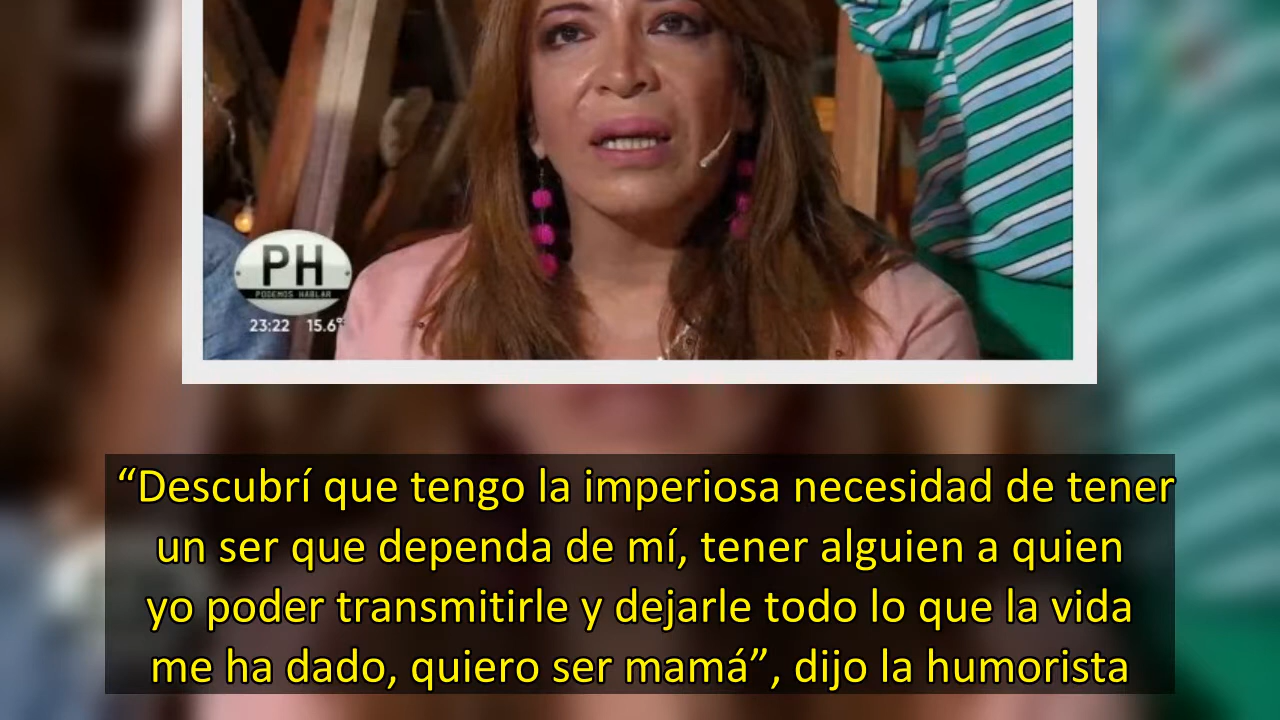 PH
PODEMOS HABLAR
23:22 15.6°
“Descubrí que tengo la imperiosa necesidad de tener
un ser que dependa de mí, tener alguien a quien
yo poder transmitirle y dejarle todo lo que la vida
me ha dado, quiero ser mamá”, dijo la humorista